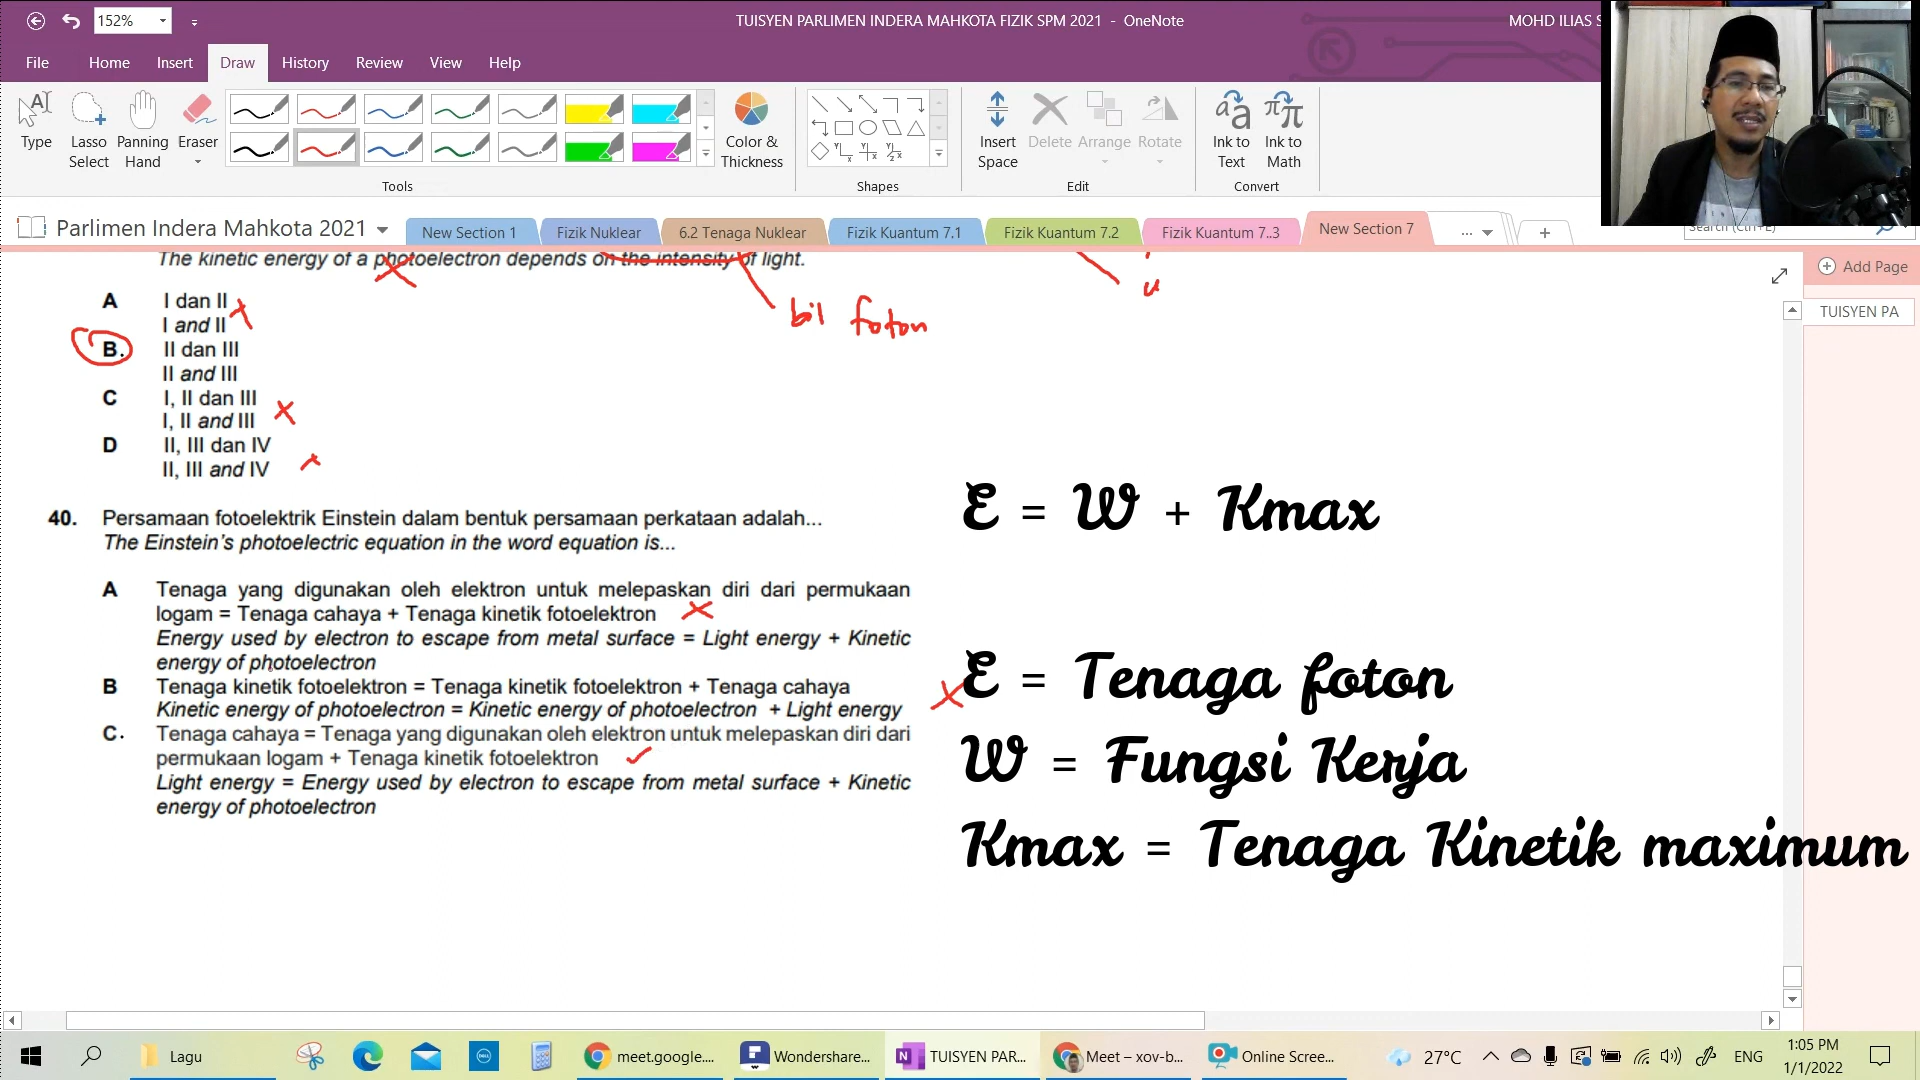 152%
TUISYEN PARLIMEN INDERA MAHKOTA FIZIK SPM 2021 - OneNote
MOHD ILIAS S
File Home Insert Draw History Review View Help
Type
Lasso Select
Panning Hand
Eraser
Color & Thickness
Insert Space
Delete
Arrange
Rotate
Ink to Text
Ink to Math
Tools
Shapes
Edit
Convert
Parlimen Indera Mahkota 2021
New Section 1
Fizik Nuklear
6.2 Tenaga Nuklear
Fizik Kuantum 7.1
Fizik Kuantum 7.2
Fizik Kuantum 7..3
New Section 7
Search (Ctrl+E)
Add Page
TUISYEN PA
The kinetic energy of a photoelectron depends on the intensity of light.
bil foton
A I dan II
I and II
B. II dan III
II and III
C I, II dan III
I, II and III
D II, III dan IV
II, III and IV
40. Persamaan fotoelektrik Einstein dalam bentuk persamaan perkataan adalah...
The Einstein's photoelectric equation in the word equation is...
A Tenaga yang digunakan oleh elektron untuk melepaskan diri dari permukaan
logam = Tenaga cahaya + Tenaga kinetik fotoelektron
Energy used by electron to escape from metal surface = Light energy + Kinetic
energy of photoelectron
B Tenaga kinetik fotoelektron = Tenaga kinetik fotoelektron + Tenaga cahaya
Kinetic energy of photoelectron = Kinetic energy of photoelectron + Light energy
C. Tenaga cahaya = Tenaga yang digunakan oleh elektron untuk melepaskan diri dari
permukaan logam + Tenaga kinetik fotoelektron
Light energy = Energy used by electron to escape from metal surface + Kinetic
energy of photoelectron
E = W + Kmax
E = Tenaga foton
W = Fungsi Kerja
Kmax = Tenaga Kinetik maximum
Lagu
meet.google....
Wondershare...
TUISYEN PAR...
Meet – xov-b...
Online Scree...
27°C
ENG
1:05 PM
1/1/2022